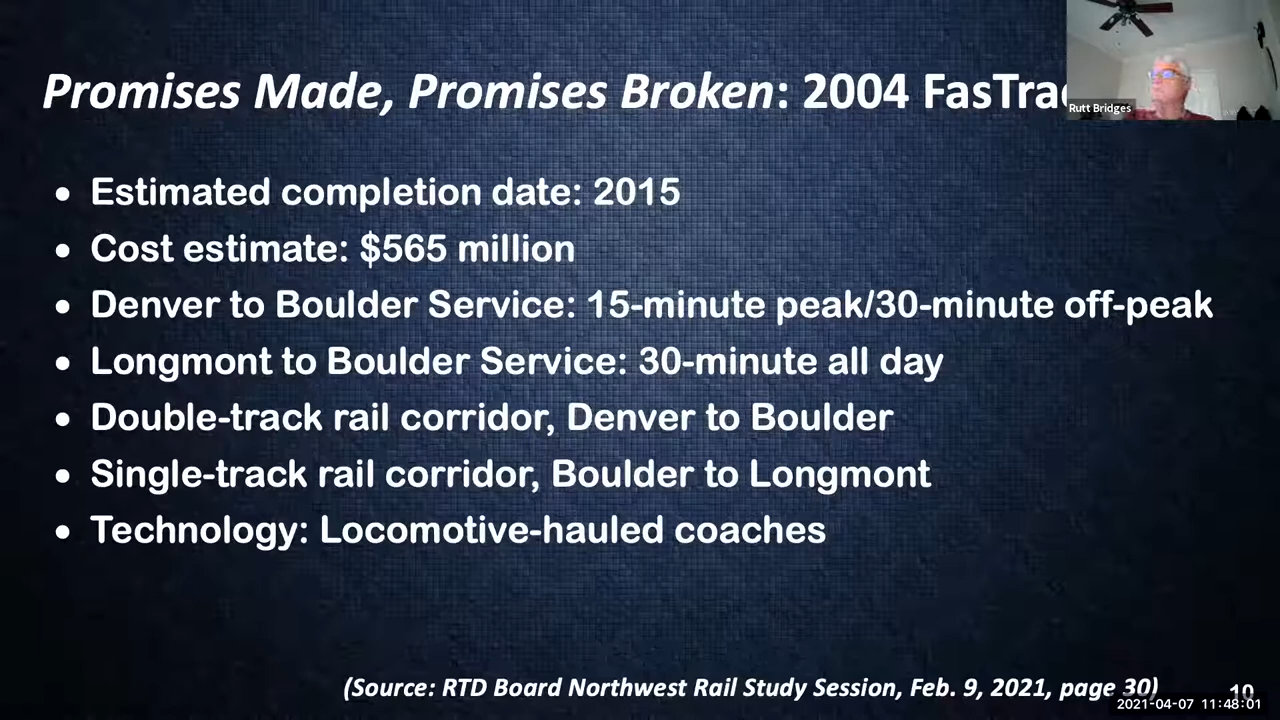 Promises Made, Promises Broken: 2004 FasTrac
Rutt Bridges
• Estimated completion date: 2015
• Cost estimate: $565 million
• Denver to Boulder Service: 15-minute peak/30-minute off-peak
• Longmont to Boulder Service: 30-minute all day
• Double-track rail corridor, Denver to Boulder
• Single-track rail corridor, Boulder to Longmont
• Technology: Locomotive-hauled coaches
(Source: RTD Board Northwest Rail Study Session, Feb. 9, 2021, page 30)
10
2021-04-07 11:48:01